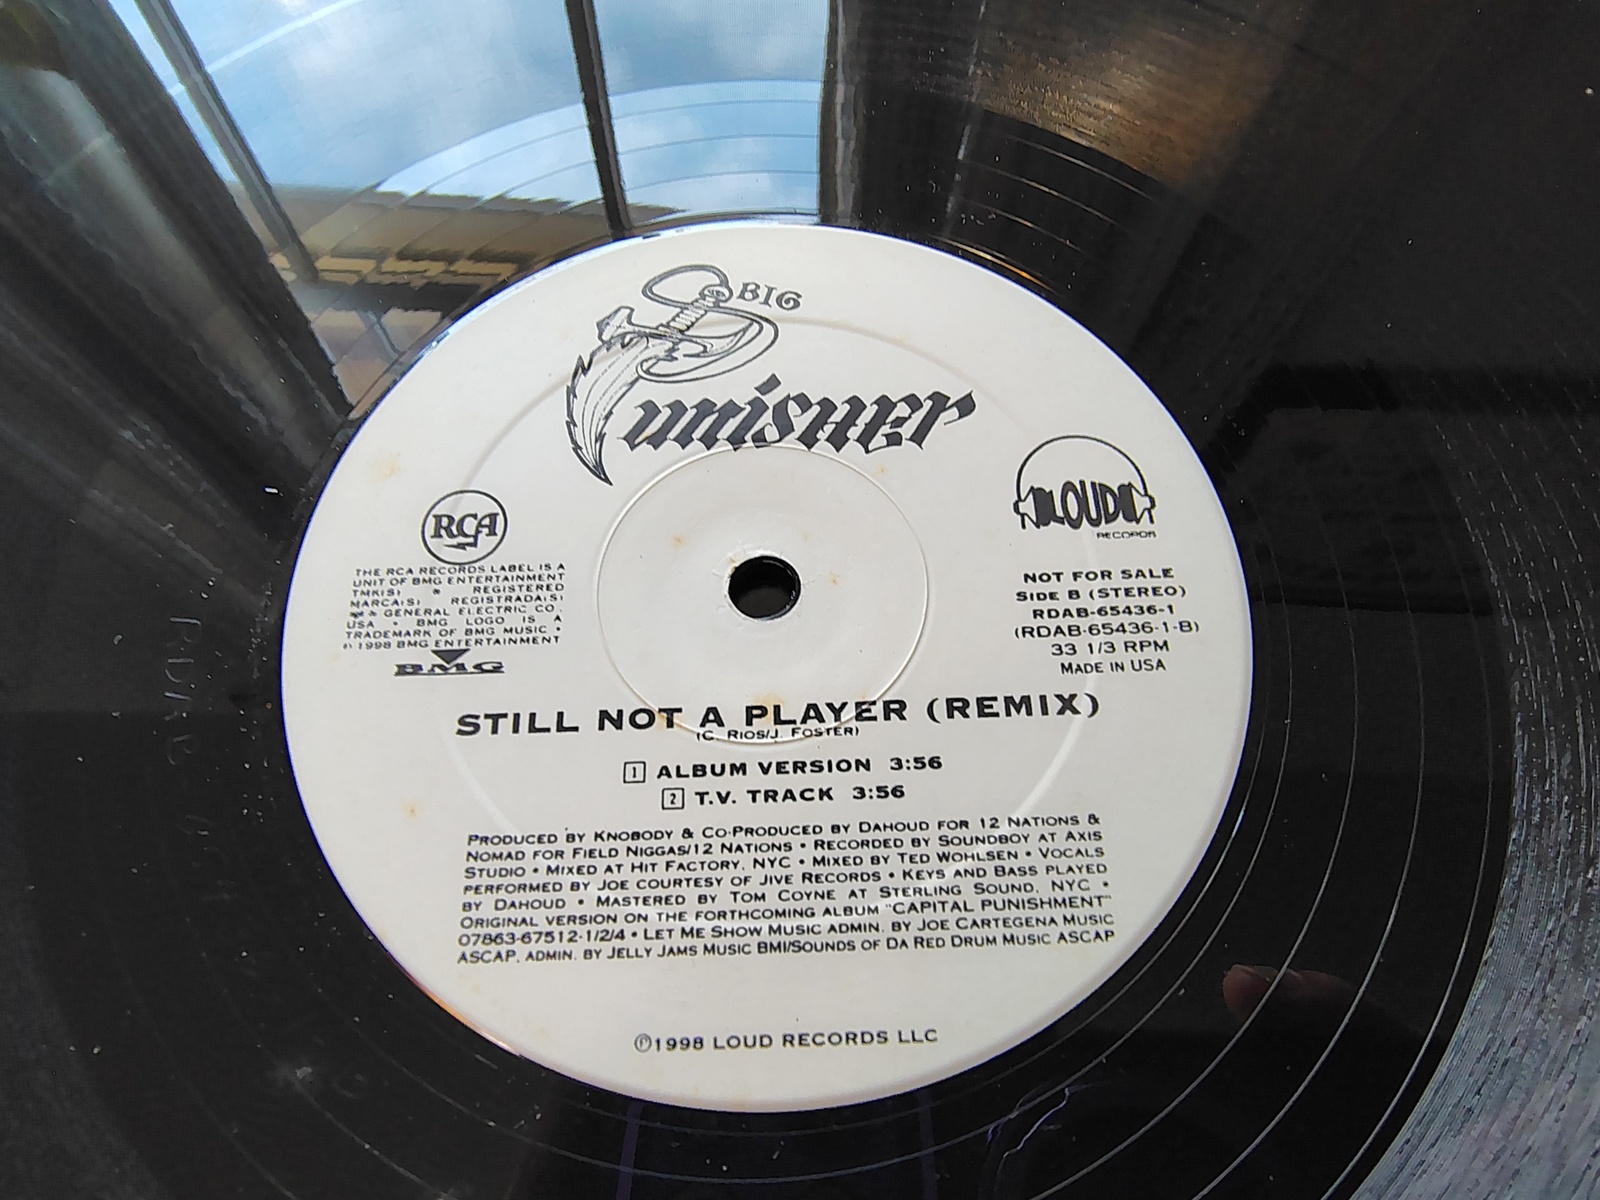 BIG
Punisher
RCA
LOUD
RECORDS
THE RCA RECORDS LABEL IS A
UNIT OF BMG ENTERTAINMENT
TMK(S) ® REGISTERED
MARCA(S) REGISTRADA(S)
& GENERAL ELECTRIC CO.,
USA • BMG LOGO IS A
TRADEMARK OF BMG MUSIC •
© 1998 BMG ENTERTAINMENT
BMG
NOT FOR SALE
SIDE B (STEREO)
RDAB-65436-1
(RDAB-65436-1-B)
33 1/3 RPM
MADE IN USA
STILL NOT A PLAYER (REMIX)
(C. RIOS/J. FOSTER)
1 ALBUM VERSION 3:56
2 T.V. TRACK 3:56
PRODUCED BY KNOBODY & CO-PRODUCED BY DAHOUD FOR 12 NATIONS &
NOMAD FOR FIELD NIGGAS/12 NATIONS • RECORDED BY SOUNDBOY AT AXIS
STUDIO • MIXED AT HIT FACTORY, NYC • MIXED BY TED WOHLSEN • VOCALS
PERFORMED BY JOE COURTESY OF JIVE RECORDS • KEYS AND BASS PLAYED
BY DAHOUD • MASTERED BY TOM COYNE AT STERLING SOUND, NYC •
ORIGINAL VERSION ON THE FORTHCOMING ALBUM "CAPITAL PUNISHMENT"
07863-67512-1/2/4 • LET ME SHOW MUSIC ADMIN. BY JOE CARTEGENA MUSIC
ASCAP, ADMIN. BY JELLY JAMS MUSIC BMI/SOUNDS OF DA RED DRUM MUSIC ASCAP
℗1998 LOUD RECORDS LLC